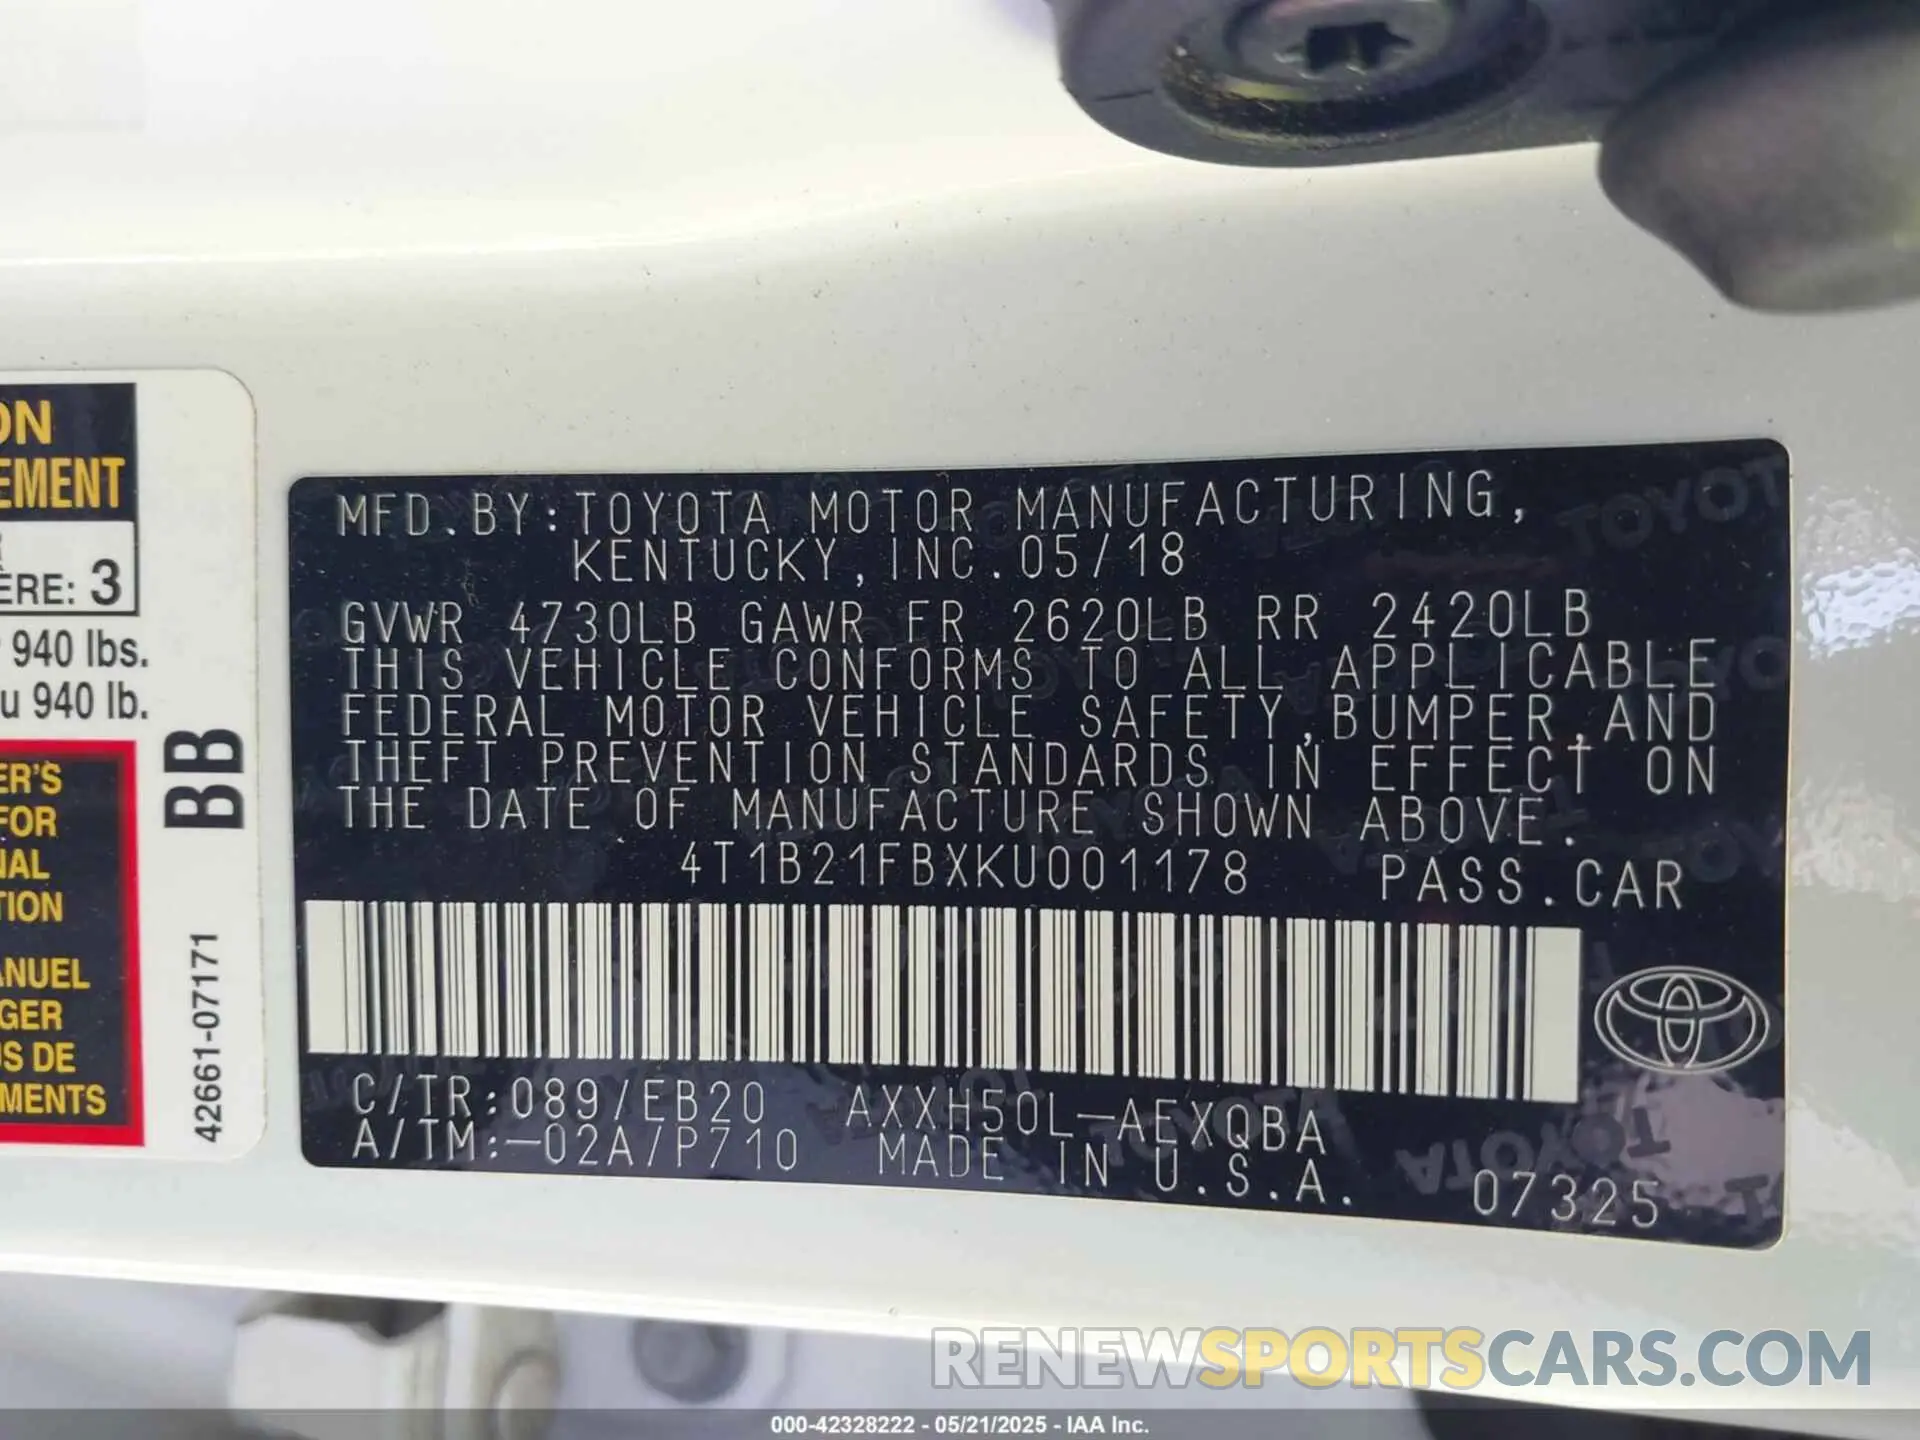 ON
EMENT
ERE: 3
940 lbs.
u 940 lb.
ER'S
FOR
NAL
TION
ANUEL
GER
US DE
MENTS
BB
42661-07171
MFD.BY:TOYOTA MOTOR MANUFACTURING,
KENTUCKY,INC.05/18
GVWR 4730LB GAWR FR 2620LB RR 2420LB
THIS VEHICLE CONFORMS TO ALL APPLICABLE
FEDERAL MOTOR VEHICLE SAFETY,BUMPER,AND
THEFT PREVENTION STANDARDS IN EFFECT ON
THE DATE OF MANUFACTURE SHOWN ABOVE.
4T1B21FBXKU001178 PASS.CAR
C/TR:089/EB20 AXXH50L-AEXQBA
A/TM:-02A/P710 MADE IN U.S.A. 07325
RENEWSPORTSCARS.COM
000-42328222 - 05/21/2025 - IAA Inc.